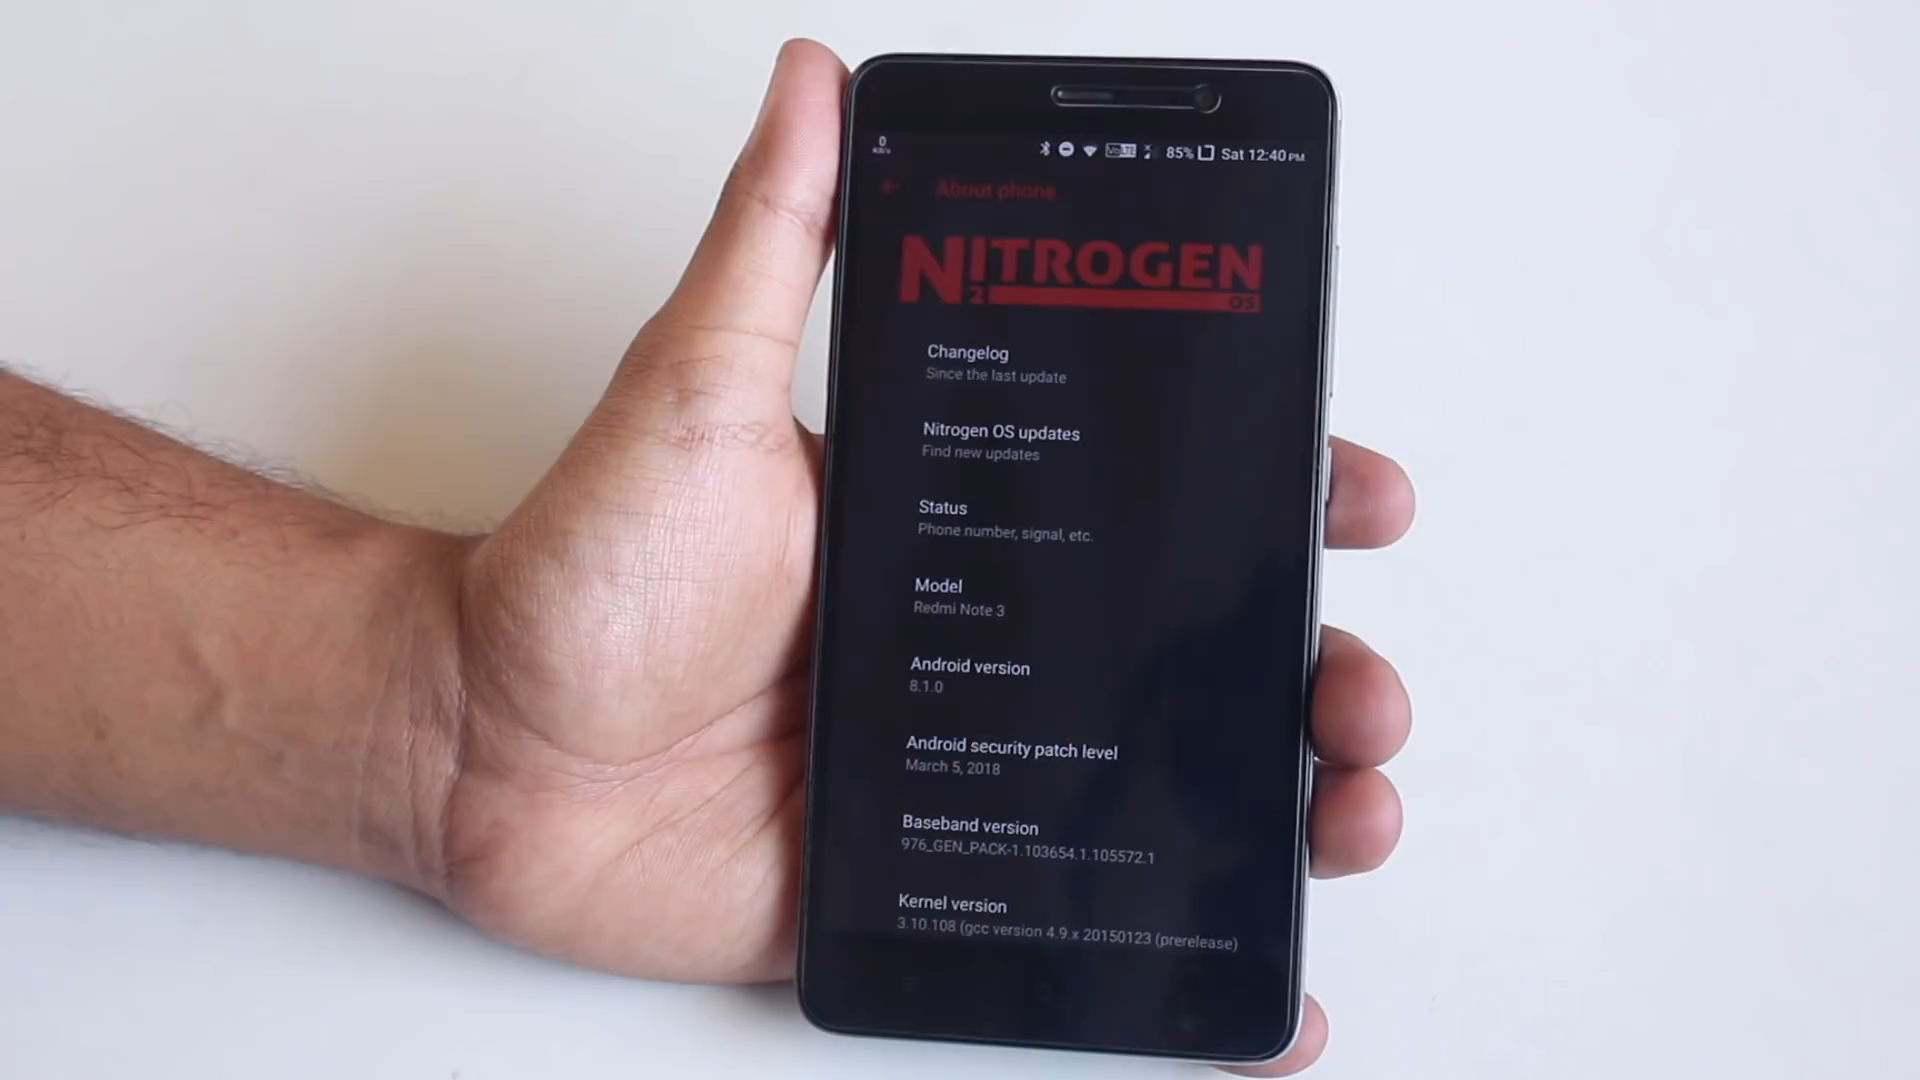 0
VoLTE 85% Sat 12:40 PM
About phone
NITROGEN
2
OS
Changelog
Since the last update
Nitrogen OS updates
Find new updates
Status
Phone number, signal, etc.
Model
Redmi Note 3
Android version
8.1.0
Android security patch level
March 5, 2018
Baseband version
976_GEN_PACK-1.103654.1.105572.1
Kernel version
3.10.108 (gcc version 4.9.x 20150123 (prerelease)